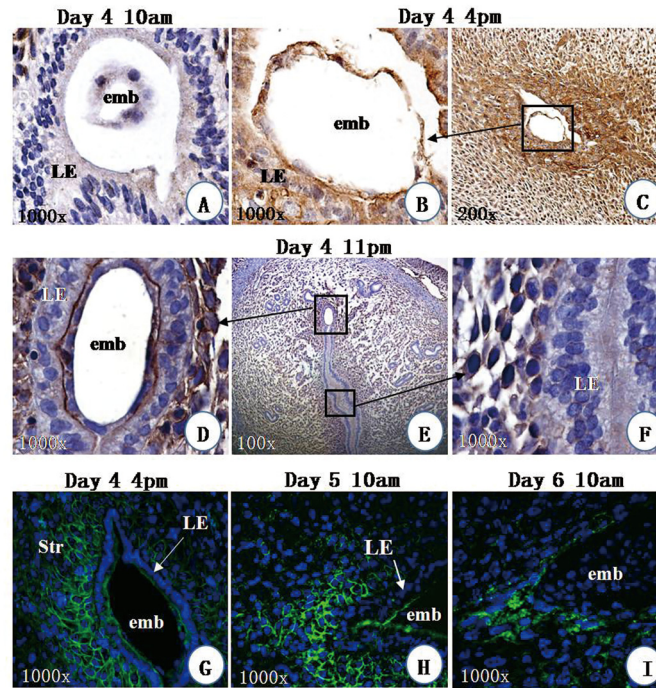 Day 4 10am
Day 4 4pm
emb
LE
1000x
A
emb
LE
1000x
B
200x
C
Day 4 11pm
LE
emb
1000x
D
100x
E
LE
1000x
F
Day 4 4pm
Day 5 10am
Day 6 10am
LE
Str
emb
1000x
G
LE
emb
1000x
H
emb
1000x
I